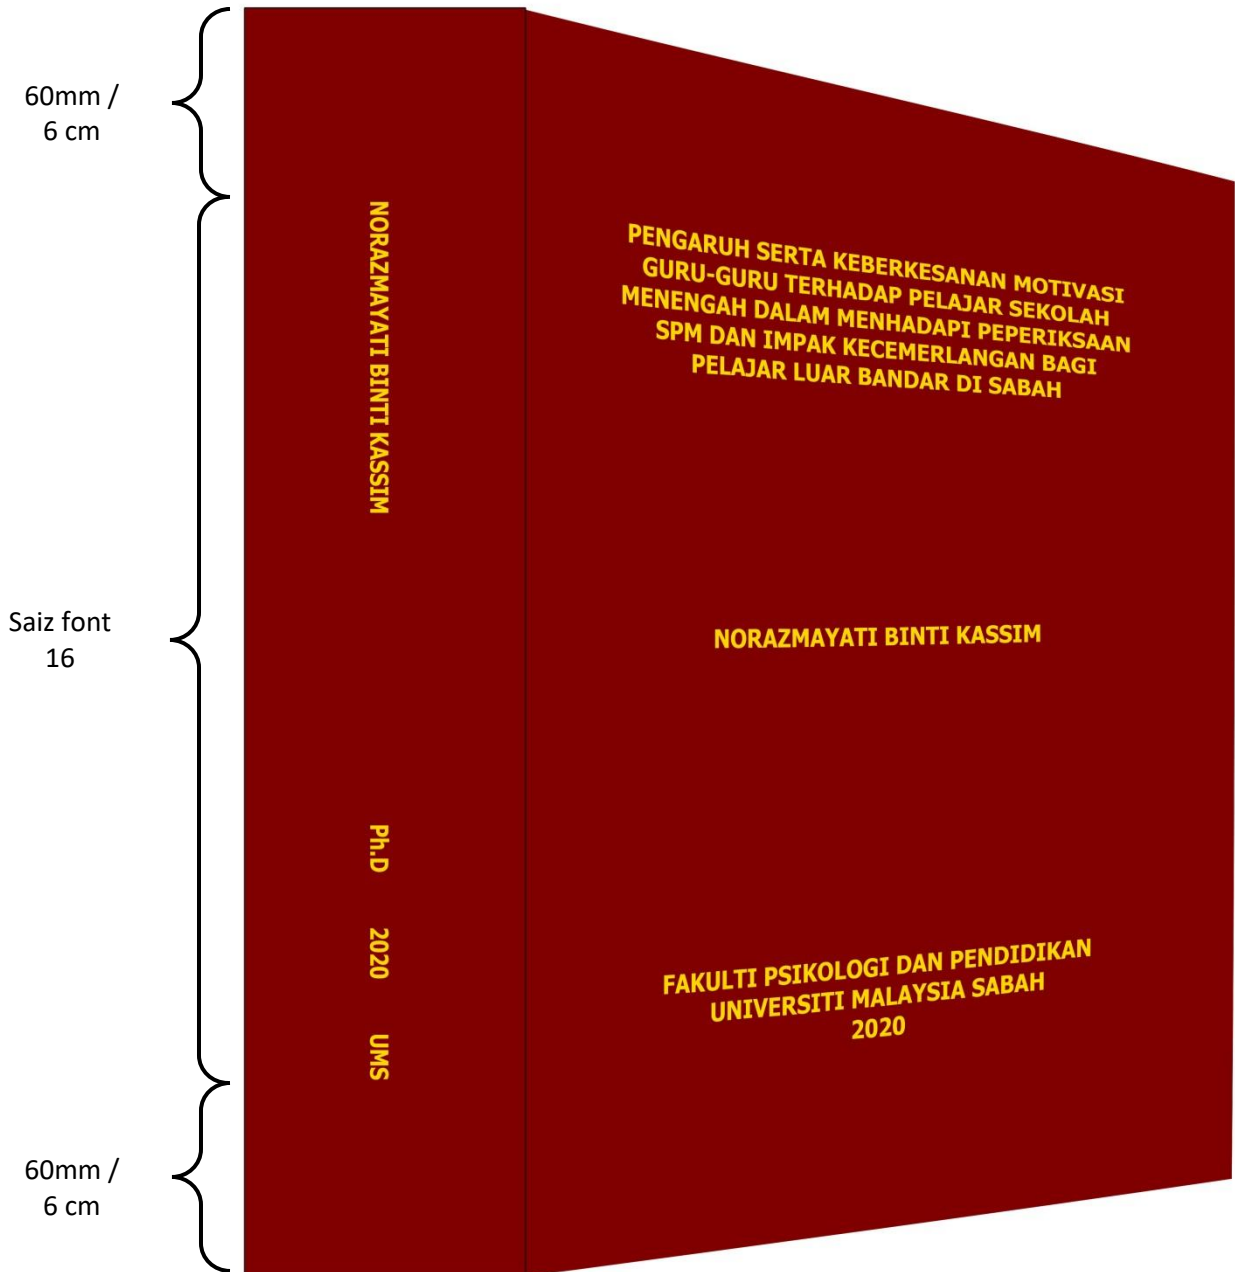 60mm /
6 cm
Saiz font
16
60mm /
6 cm
NORAZMAYATI BINTI KASSIM
Ph.D 2020 UMS
PENGARUH SERTA KEBERKESANAN MOTIVASI
GURU-GURU TERHADAP PELAJAR SEKOLAH
MENENGAH DALAM MENHADAPI PEPERIKSAAN
SPM DAN IMPAK KECEMERLANGAN BAGI
PELAJAR LUAR BANDAR DI SABAH
NORAZMAYATI BINTI KASSIM
FAKULTI PSIKOLOGI DAN PENDIDIKAN
UNIVERSITI MALAYSIA SABAH
2020